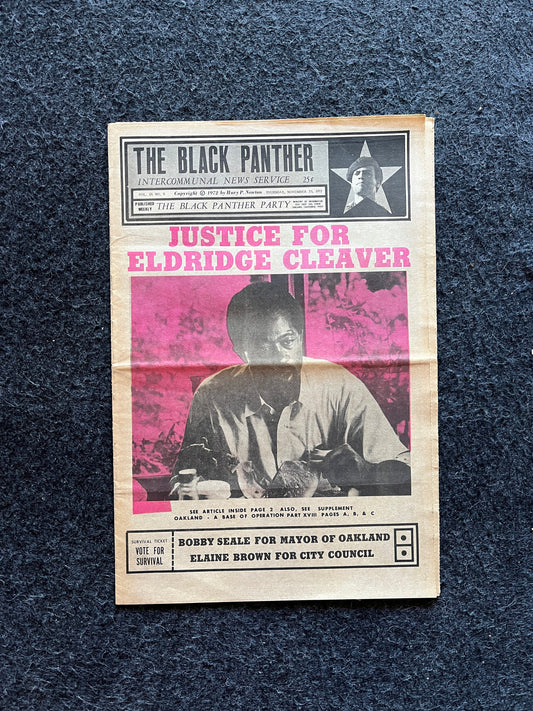 THE BLACK PANTHER
INTERCOMMUNAL NEWS SERVICE 25¢
Copyright © 1972 by Huey P. Newton
PUBLISHED WEEKLY THE BLACK PANTHER PARTY
JUSTICE FOR
ELDRIDGE CLEAVER
SEE ARTICLE INSIDE PAGE 2 ALSO, SEE SUPPLEMENT
OAKLAND - A BASE OF OPERATION PART XVIII PAGES A, B, & C
SURVIVAL TICKET
VOTE FOR
SURVIVAL
BOBBY SEALE FOR MAYOR OF OAKLAND
ELAINE BROWN FOR CITY COUNCIL